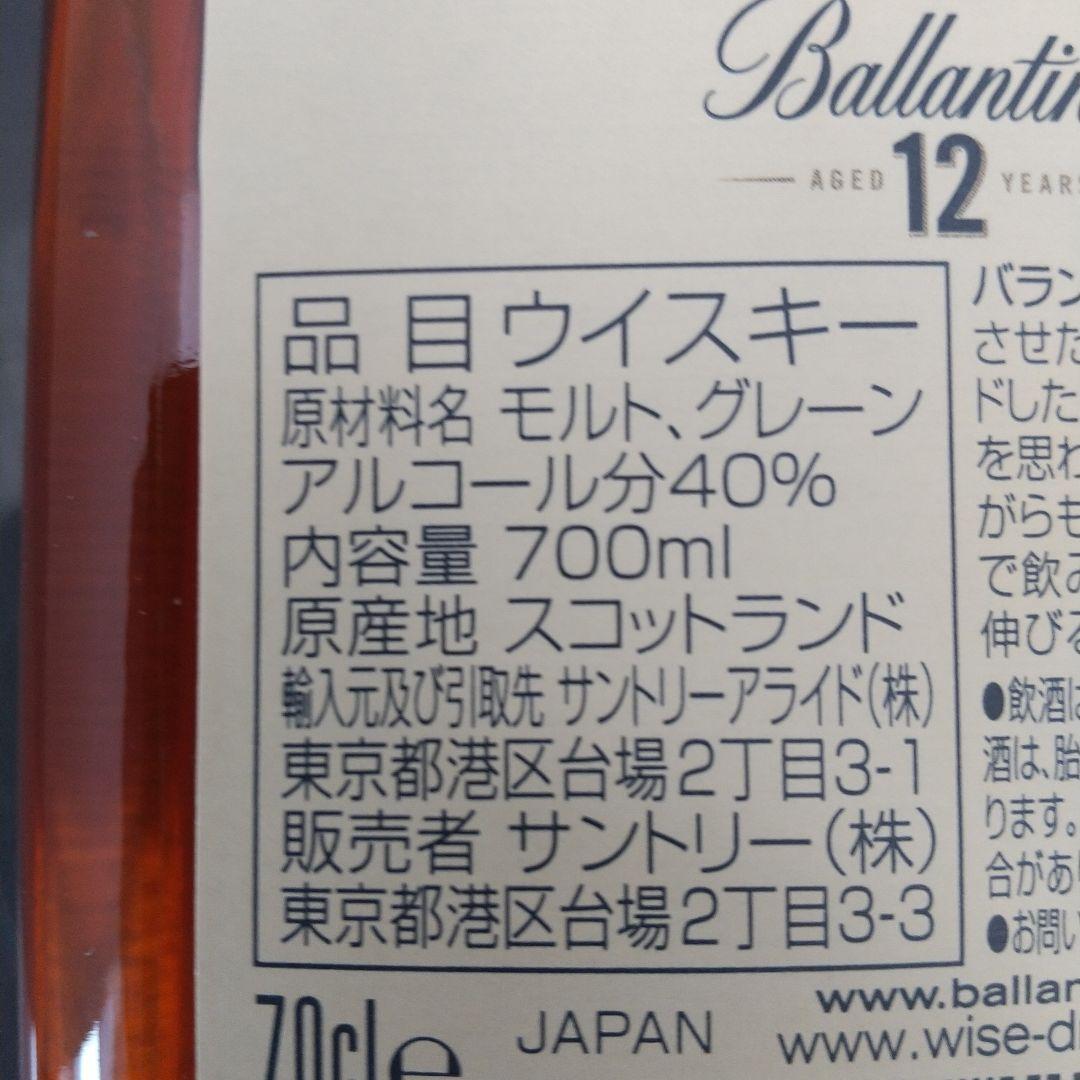 Ballantin
AGED 12 YEARS
品目 ウイスキー
原材料名 モルト、グレーン
アルコール分40%
内容量 700ml
原産地 スコットランド
輸入元及び引取先 サントリーアライド(株)
東京都港区台場2丁目3-1
販売者 サントリー(株)
東京都港区台場2丁目3-3
バラン
させた
ドした
を思わ
がらも
で飲み
伸びる
●飲酒は
酒は、胎
ります。
合があ
●お問い
www.ballan
www.wise-d
70cl e
JAPAN